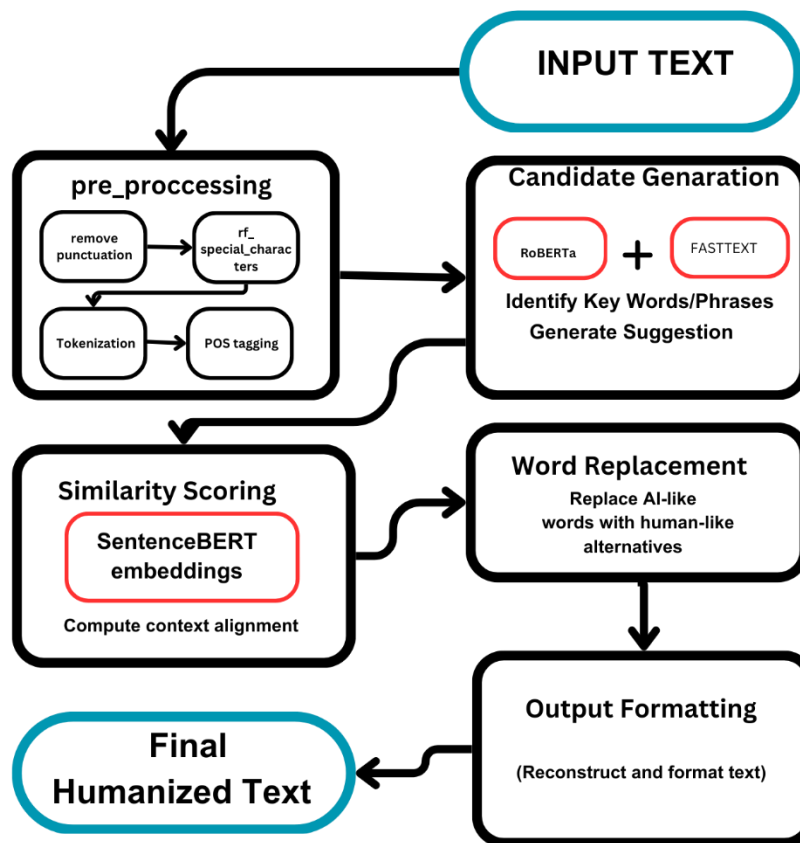 INPUT TEXT
pre_proccessing
remove
punctuation
rf_
special_charac
ters
Tokenization
POS tagging
Candidate Genaration
RoBERTa
+
FASTTEXT
Identify Key Words/Phrases
Generate Suggestion
Similarity Scoring
SentenceBERT
embeddings
Compute context alignment
Word Replacement
Replace AI-like
words with human-like
alternatives
Output Formatting
(Reconstruct and format text)
Final
Humanized Text